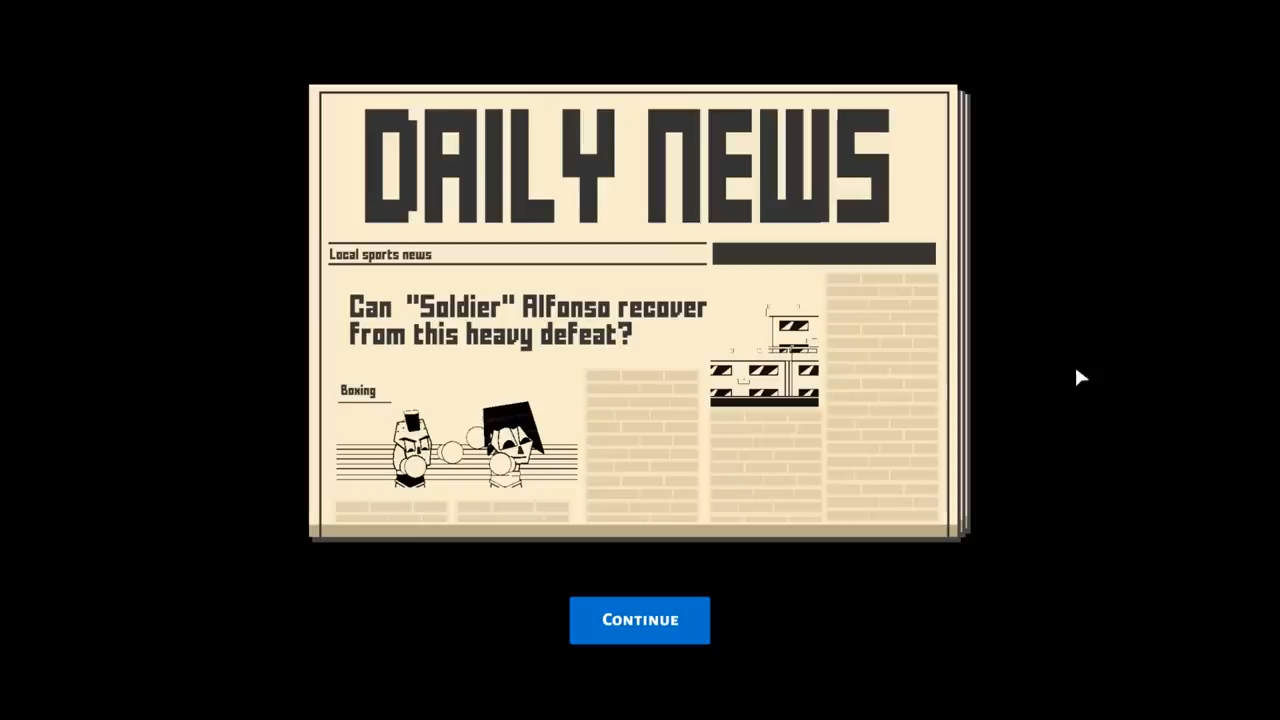 DAILY NEWS
Local sports news
Can "Soldier" Alfonso recover
from this heavy defeat?
Boxing
Continue